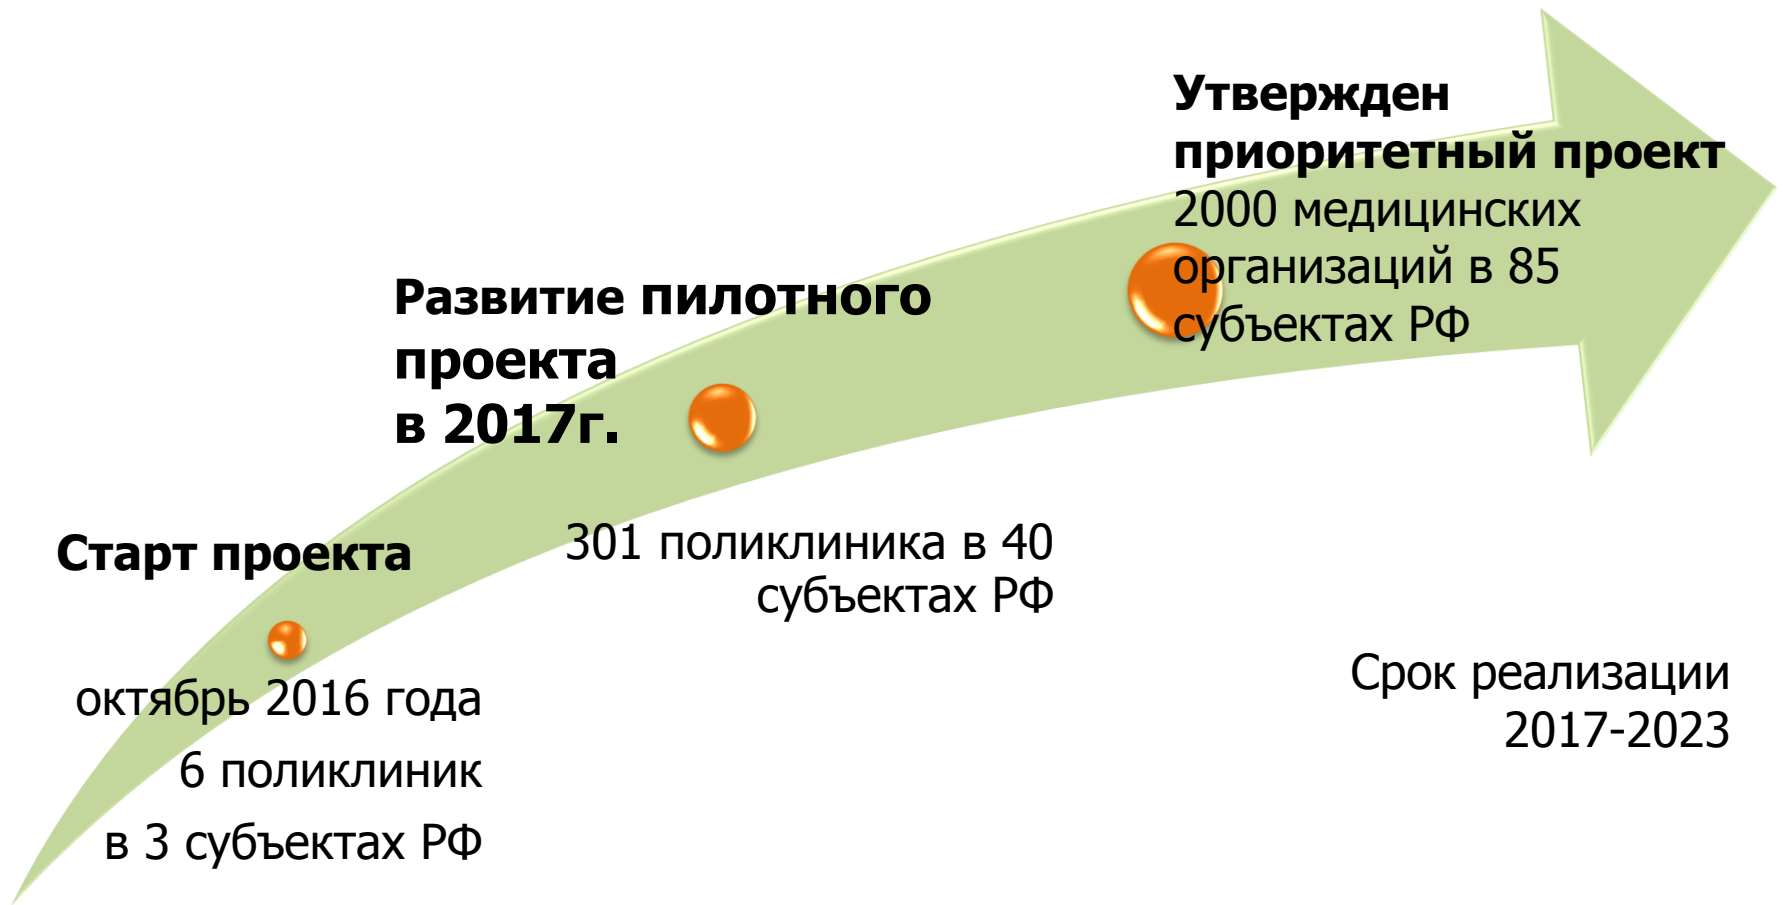 Старт проекта
октябрь 2016 года
6 поликлиник
в 3 субъектах РФ
Развитие пилотного
проекта
в 2017г.
301 поликлиника в 40
субъектах РФ
Утвержден
приоритетный проект
2000 медицинских
организаций в 85
субъектах РФ
Срок реализации
2017-2023